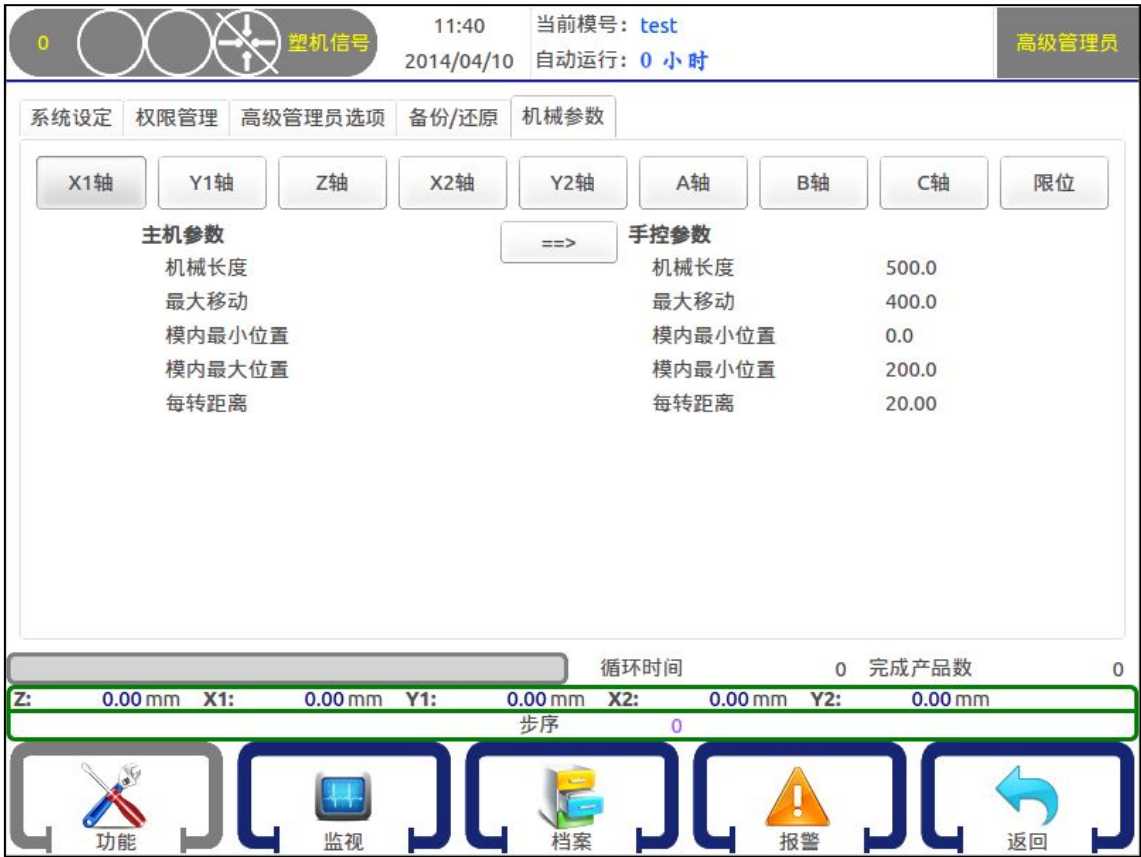 0 塑机信号 11:40 当前模号: test 高级管理员
2014/04/10 自动运行: 0 小时
系统设定 权限管理 高级管理员选项 备份/还原 机械参数
X1轴 Y1轴 Z轴 X2轴 Y2轴 A轴 B轴 C轴 限位
主机参数 ==> 手控参数
机械长度 机械长度 500.0
最大移动 最大移动 400.0
模内最小位置 模内最小位置 0.0
模内最大位置 模内最小位置 200.0
每转距离 每转距离 20.00
循环时间 0 完成产品数 0
Z: 0.00 mm X1: 0.00 mm Y1: 0.00 mm X2: 0.00 mm Y2: 0.00 mm
步序 0
功能 监视 档案 报警 返回